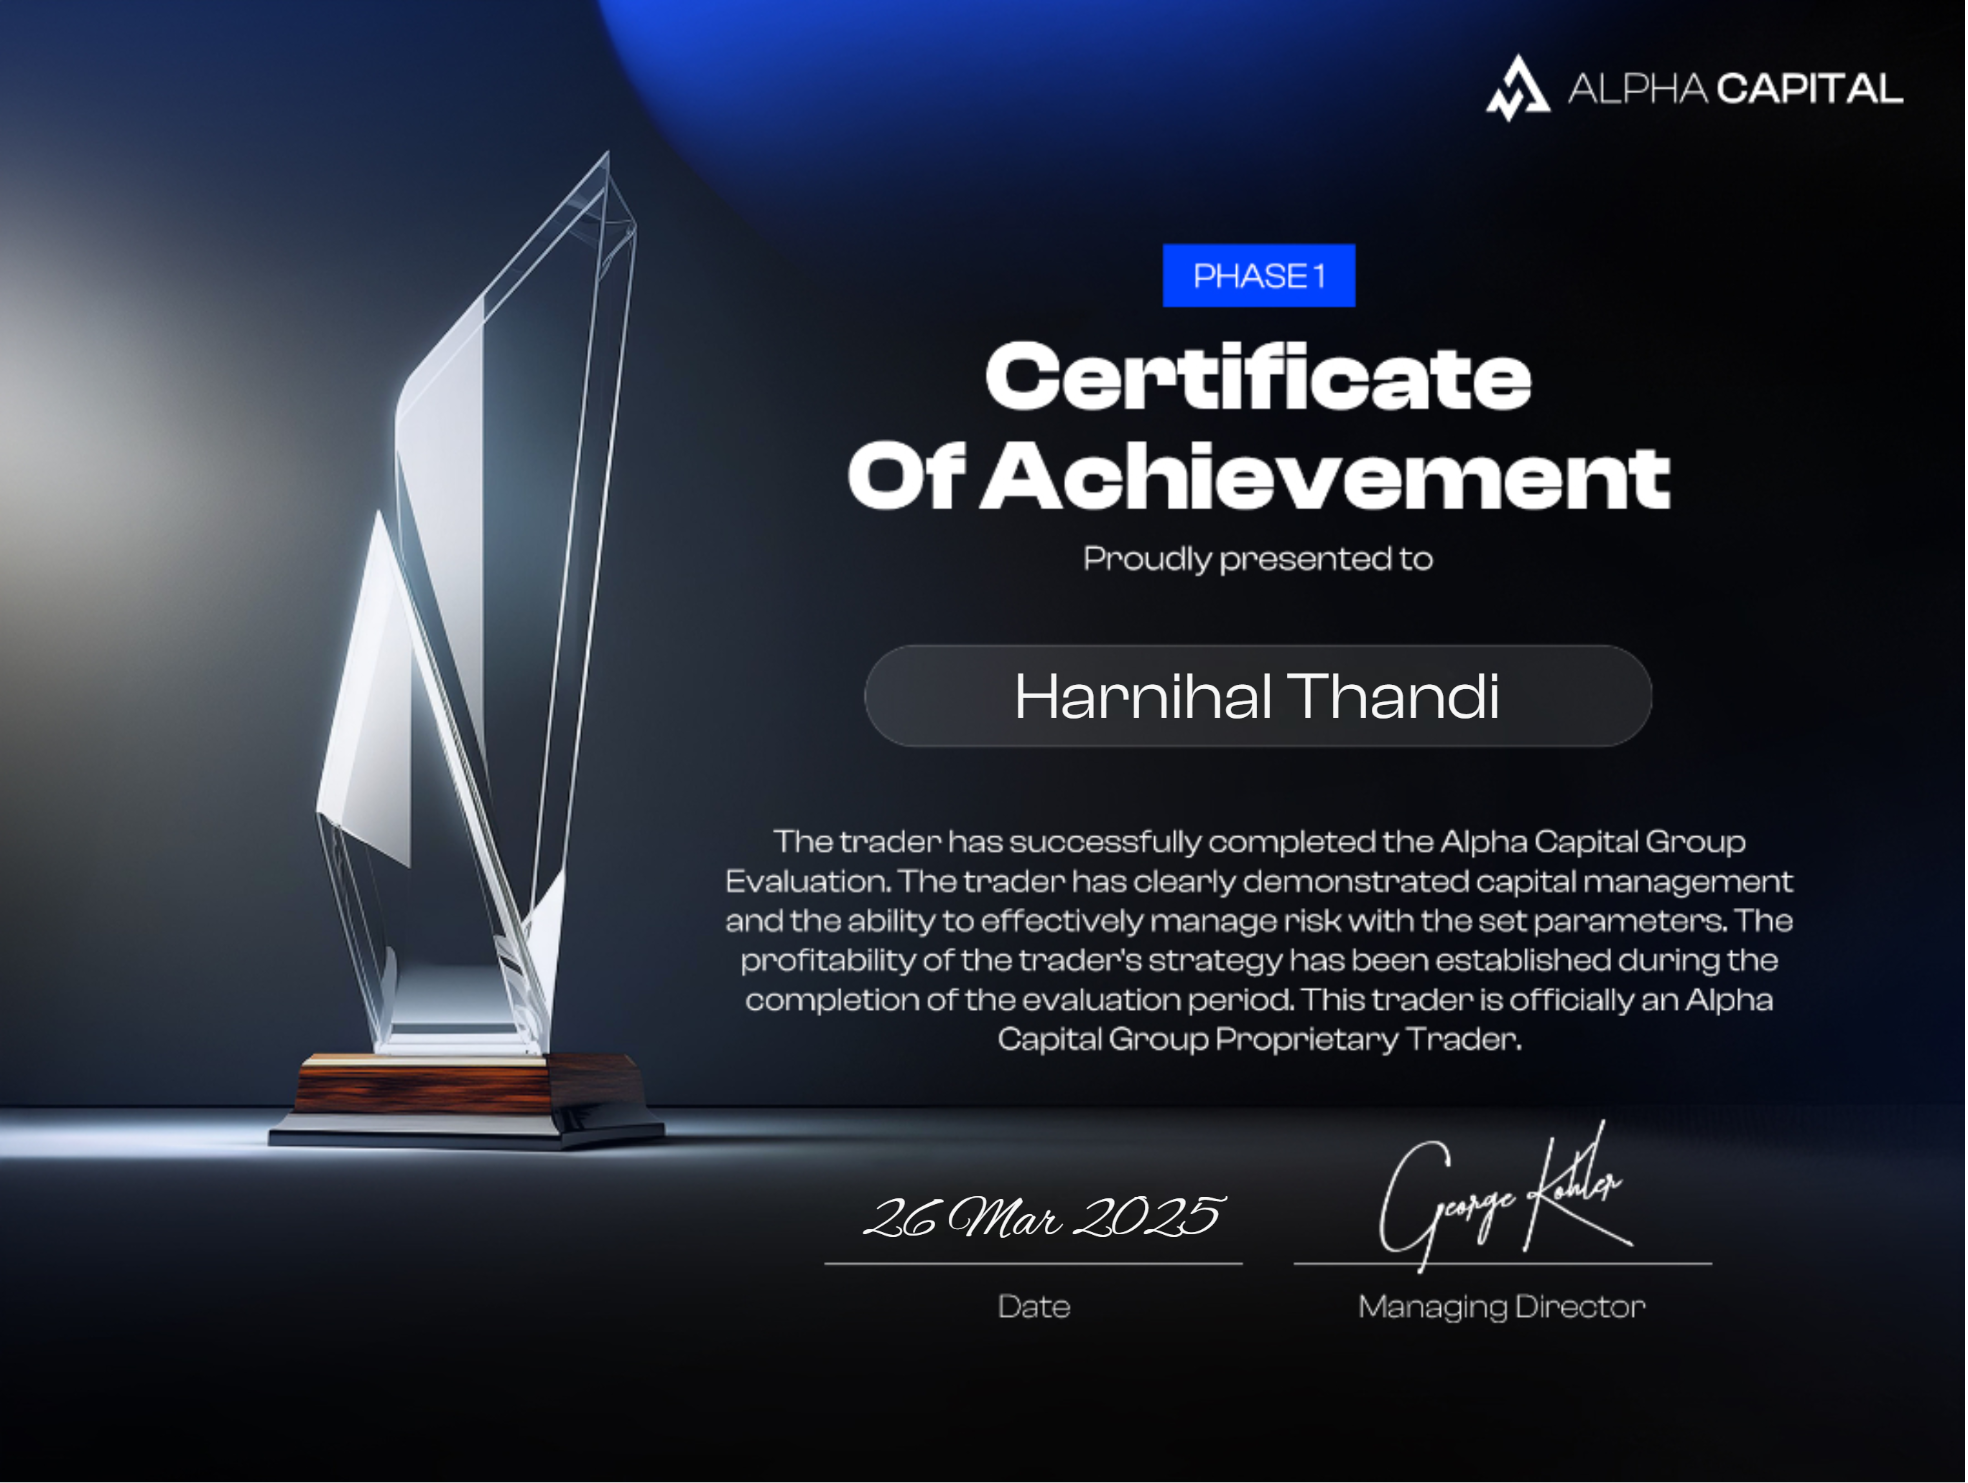 ALPHA CAPITAL
PHASE 1
Certificate
Of Achievement
Proudly presented to
Harnihal Thandi
The trader has successfully completed the Alpha Capital Group
Evaluation. The trader has clearly demonstrated capital management
and the ability to effectively manage risk with the set parameters. The
profitability of the trader's strategy has been established during the
completion of the evaluation period. This trader is officially an Alpha
Capital Group Proprietary Trader.
26 Mar 2025
George Kohler
Date
Managing Director